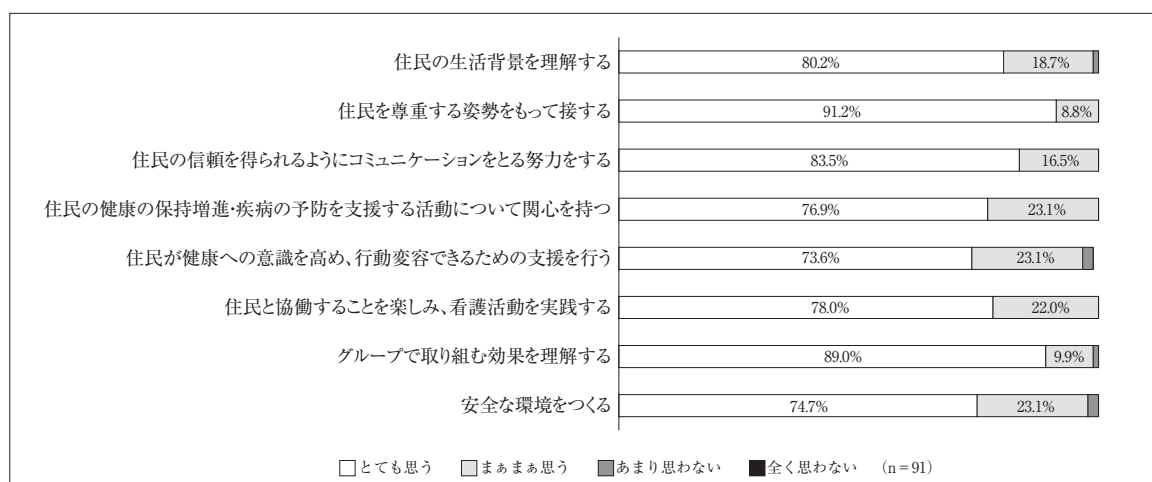 住民の生活背景を理解する 80.2% 18.7%
住民を尊重する姿勢をもって接する 91.2% 8.8%
住民の信頼を得られるようにコミュニケーションをとる努力をする 83.5% 16.5%
住民の健康の保持増進・疾病の予防を支援する活動について関心を持つ 76.9% 23.1%
住民が健康への意識を高め、行動変容できるための支援を行う 73.6% 23.1%
住民と協働することを楽しみ、看護活動を実践する 78.0% 22.0%
グループで取り組む効果を理解する 89.0% 9.9%
安全な環境をつくる 74.7% 23.1%
とても思う まぁまぁ思う あまり思わない 全く思わない (n=91)